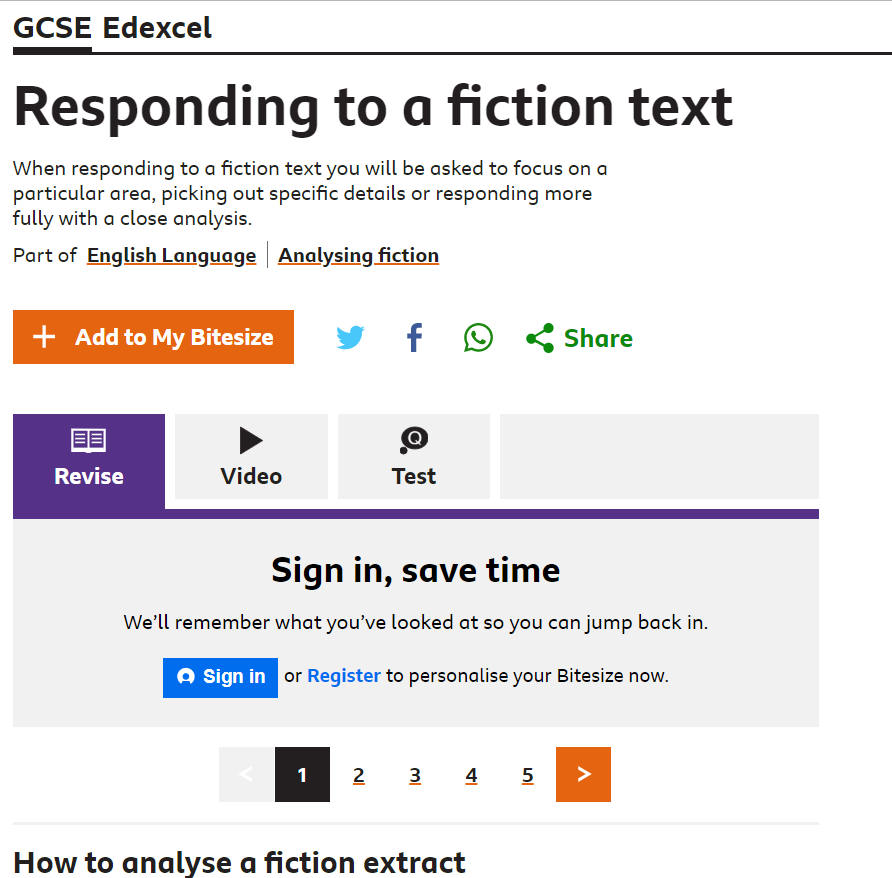 GCSE Edexcel
Responding to a fiction text
When responding to a fiction text you will be asked to focus on a
particular area, picking out specific details or responding more
fully with a close analysis.
Part of English Language Analysing fiction
+ Add to My Bitesize
Share
Revise
Video
Q
Test
Sign in, save time
We’ll remember what you’ve looked at so you can jump back in.
Sign in or Register to personalise your Bitesize now.
< 1 2 3 4 5 >
How to analyse a fiction extract